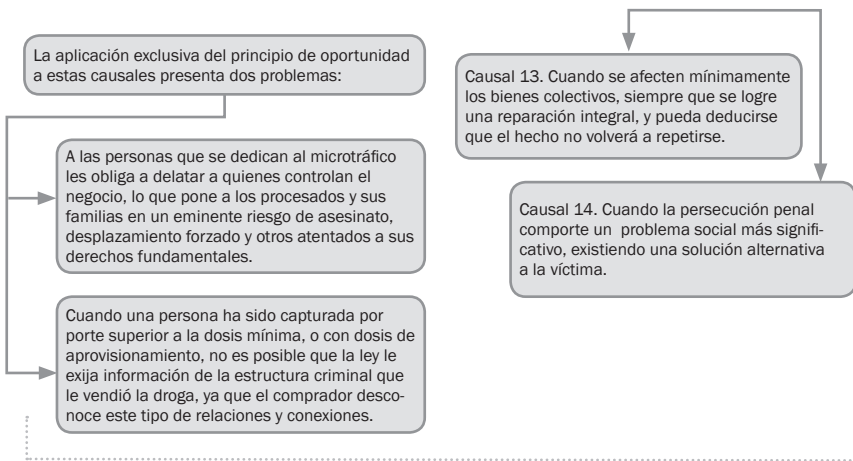 La aplicación exclusiva del principio de oportunidad
a estas causales presenta dos problemas:
A las personas que se dedican al microtráfico
les obliga a delatar a quienes controlan el
negocio, lo que pone a los procesados y sus
familias en un eminente riesgo de asesinato,
desplazamiento forzado y otros atentados a sus
derechos fundamentales.
Cuando una persona ha sido capturada por
porte superior a la dosis mínima, o con dosis de
aprovisionamiento, no es posible que la ley le
exija información de la estructura criminal que
le vendió la droga, ya que el comprador desco-
noce este tipo de relaciones y conexiones.
Causal 13. Cuando se afecten mínimamente
los bienes colectivos, siempre que se logre
una reparación integral, y pueda deducirse
que el hecho no volverá a repetirse.
Causal 14. Cuando la persecución penal
comporte un problema social más signifi-
cativo, existiendo una solución alternativa
a la víctima.